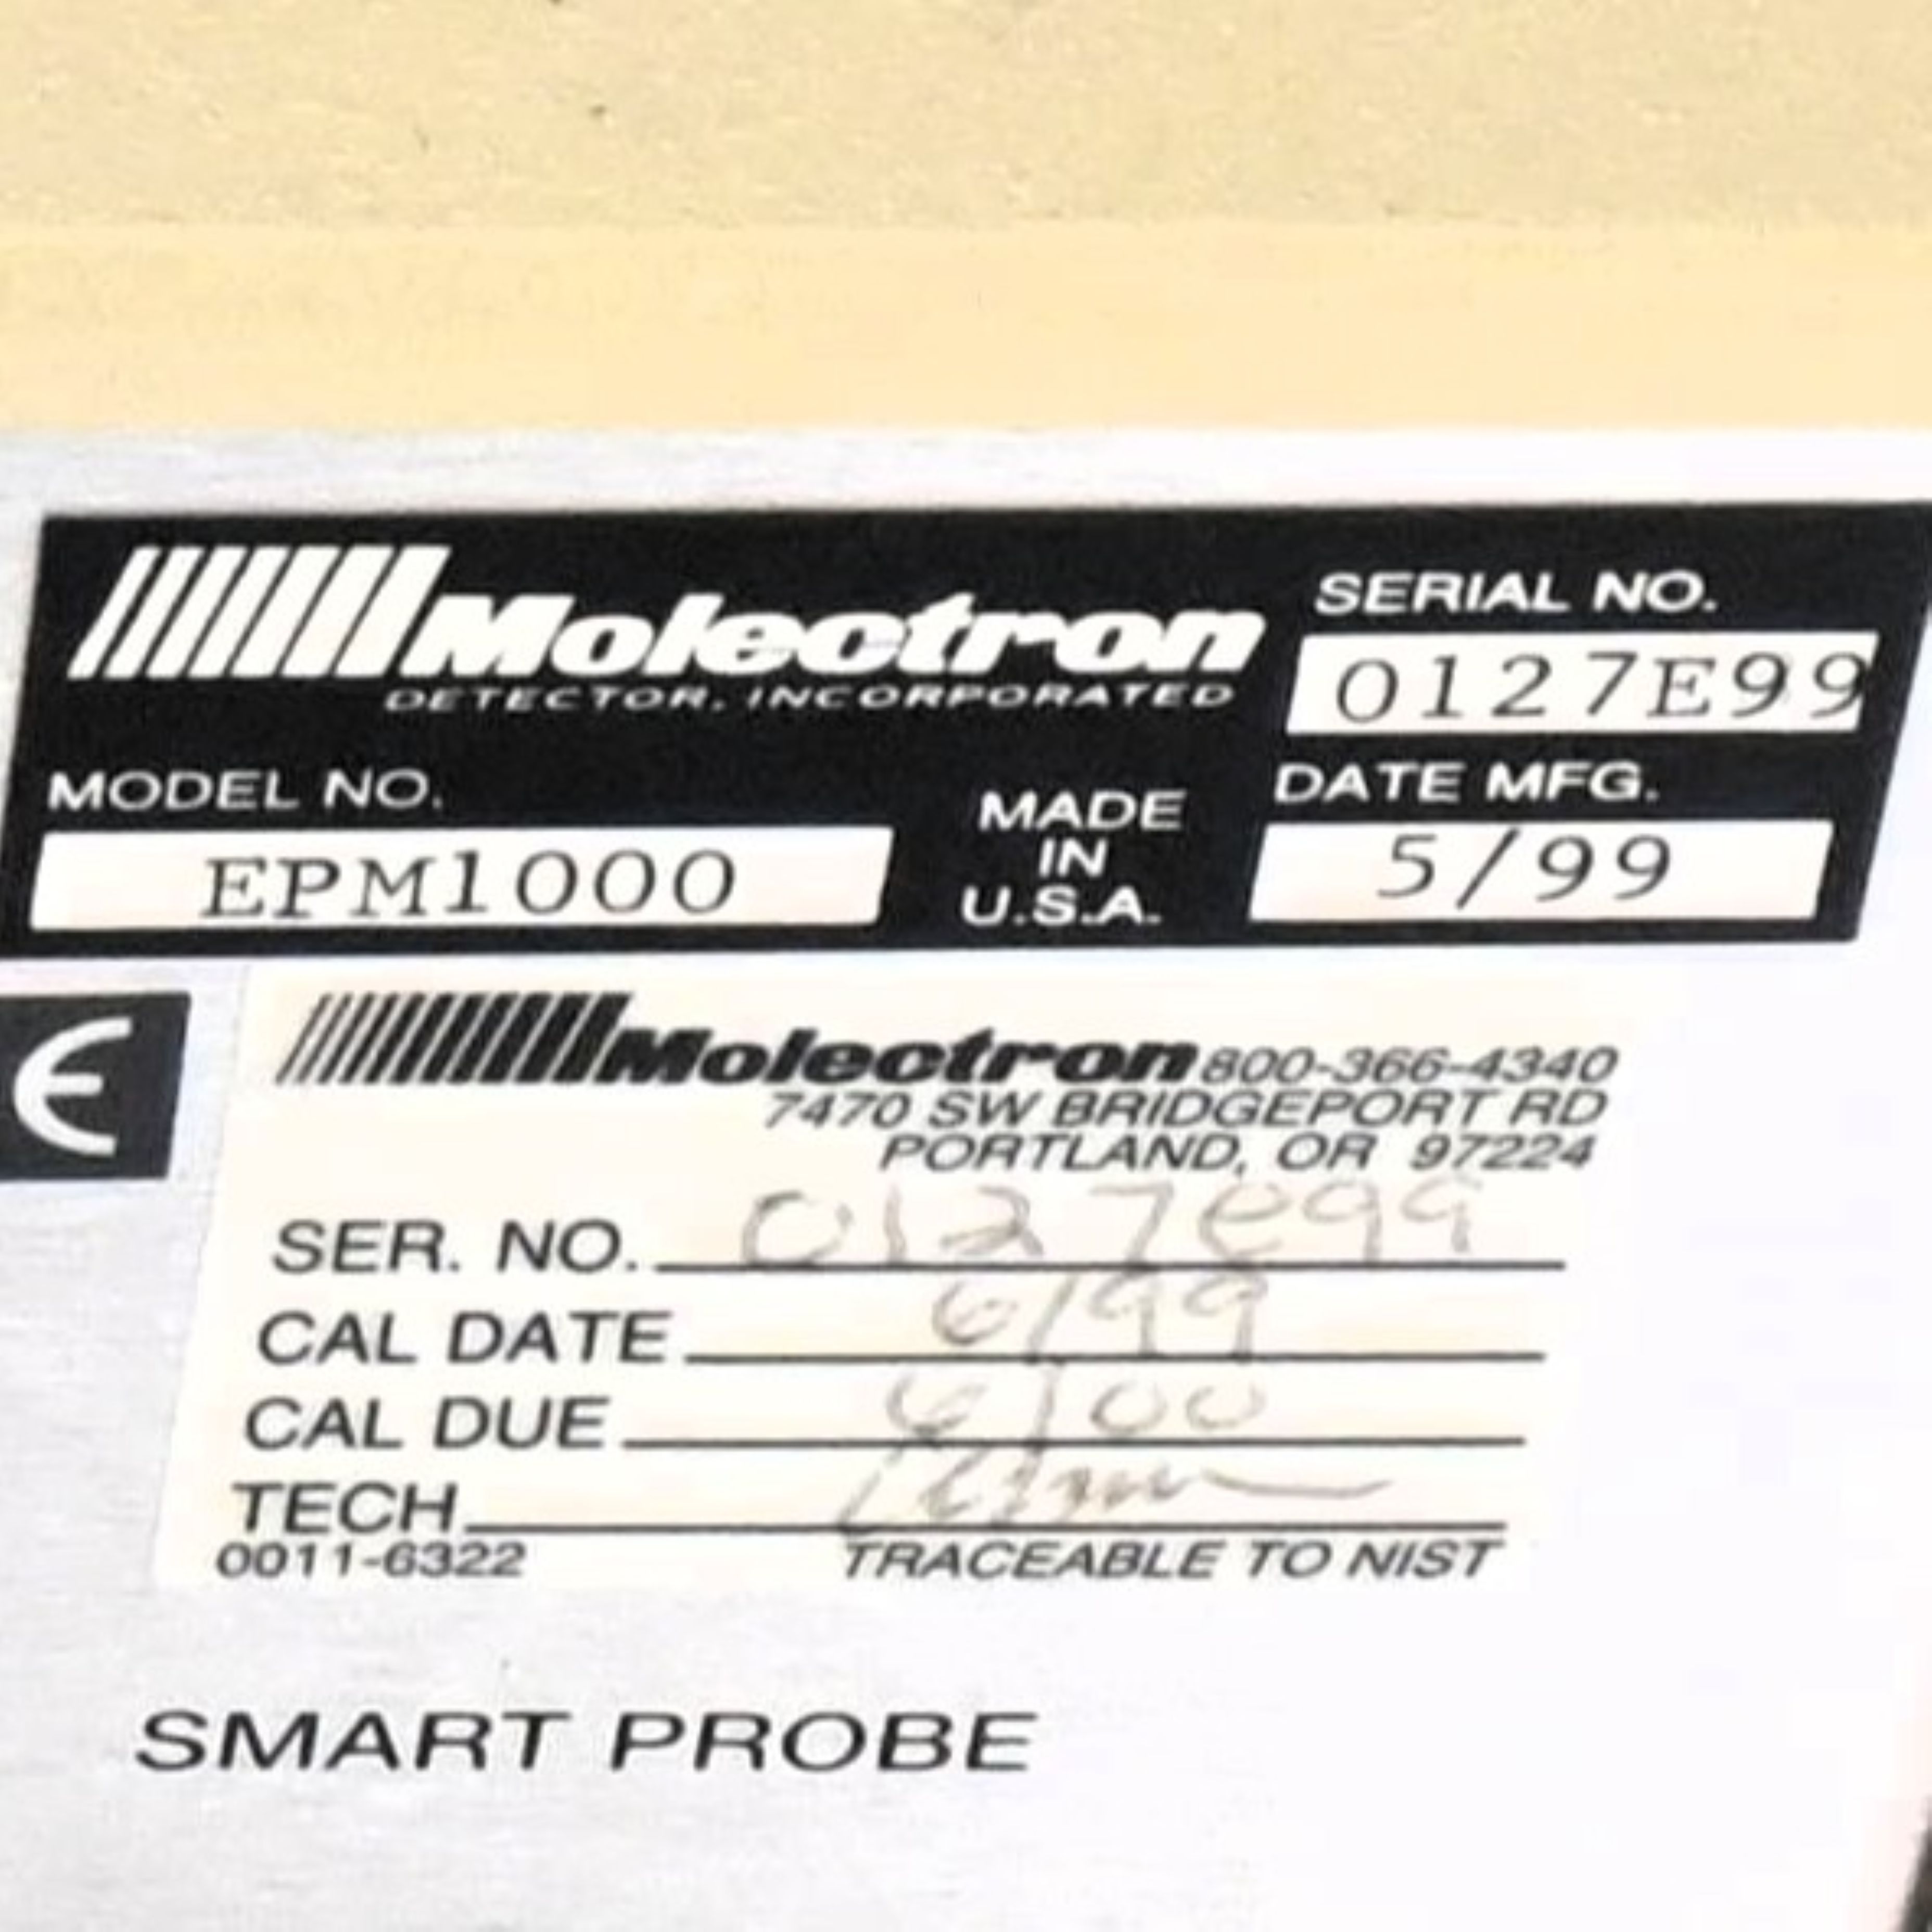 Molectron
DETECTOR, INCORPORATED
SERIAL NO.
0127E99
MODEL NO.
EPM1000
MADE
IN
U.S.A.
DATE MFG.
5/99
CE
Molectron 800-366-4340
7470 SW BRIDGEPORT RD
PORTLAND, OR 97224
SER. NO. 0127E99
CAL DATE 6/99
CAL DUE 6/00
TECH
0011-6322 TRACEABLE TO NIST
SMART PROBE